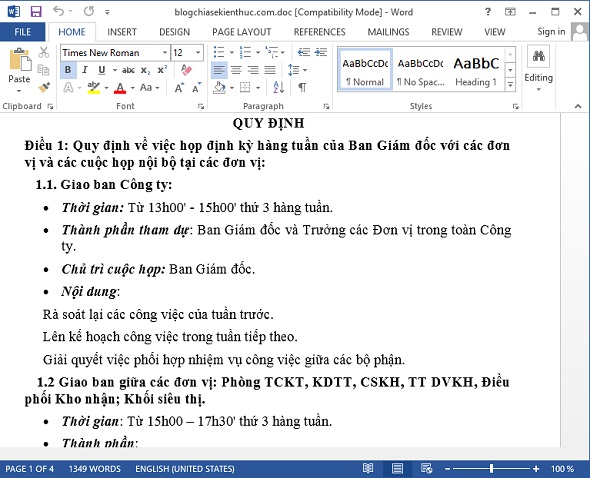 blogchiasekienthuc.com.doc [Compatibility Mode] - Word
FILE HOME INSERT DESIGN PAGE LAYOUT REFERENCES MAILINGS REVIEW VIEW Sign in
Paste
Times New Roman 12
B I U abc x₂ x²
A Aa A A
AaBbCcDc AaBbCcDc AaBbC
¶ Normal ¶ No Spac... Heading 1
Editing
Clipboard Font Paragraph Styles
QUY ĐỊNH
Điều 1: Quy định về việc họp định kỳ hàng tuần của Ban Giám đốc với các đơn
vị và các cuộc họp nội bộ tại các đơn vị:
1.1. Giao ban Công ty:
• Thời gian: Từ 13h00' - 15h00' thứ 3 hàng tuần.
• Thành phần tham dự: Ban Giám đốc và Trưởng các Đơn vị trong toàn Công
ty.
• Chủ trì cuộc họp: Ban Giám đốc.
• Nội dung:
Rà soát lại các công việc của tuần trước.
Lên kế hoạch công việc trong tuần tiếp theo.
Giải quyết việc phối hợp nhiệm vụ công việc giữa các bộ phận.
1.2 Giao ban giữa các đơn vị: Phòng TCKT, KDTT, CSKH, TT DVKH, Điều
phối Kho nhận; Khối siêu thị.
• Thời gian: Từ 15h00 – 17h30' thứ 3 hàng tuần.
• Thành phần:
PAGE 1 OF 4 1349 WORDS ENGLISH (UNITED STATES) 100 %